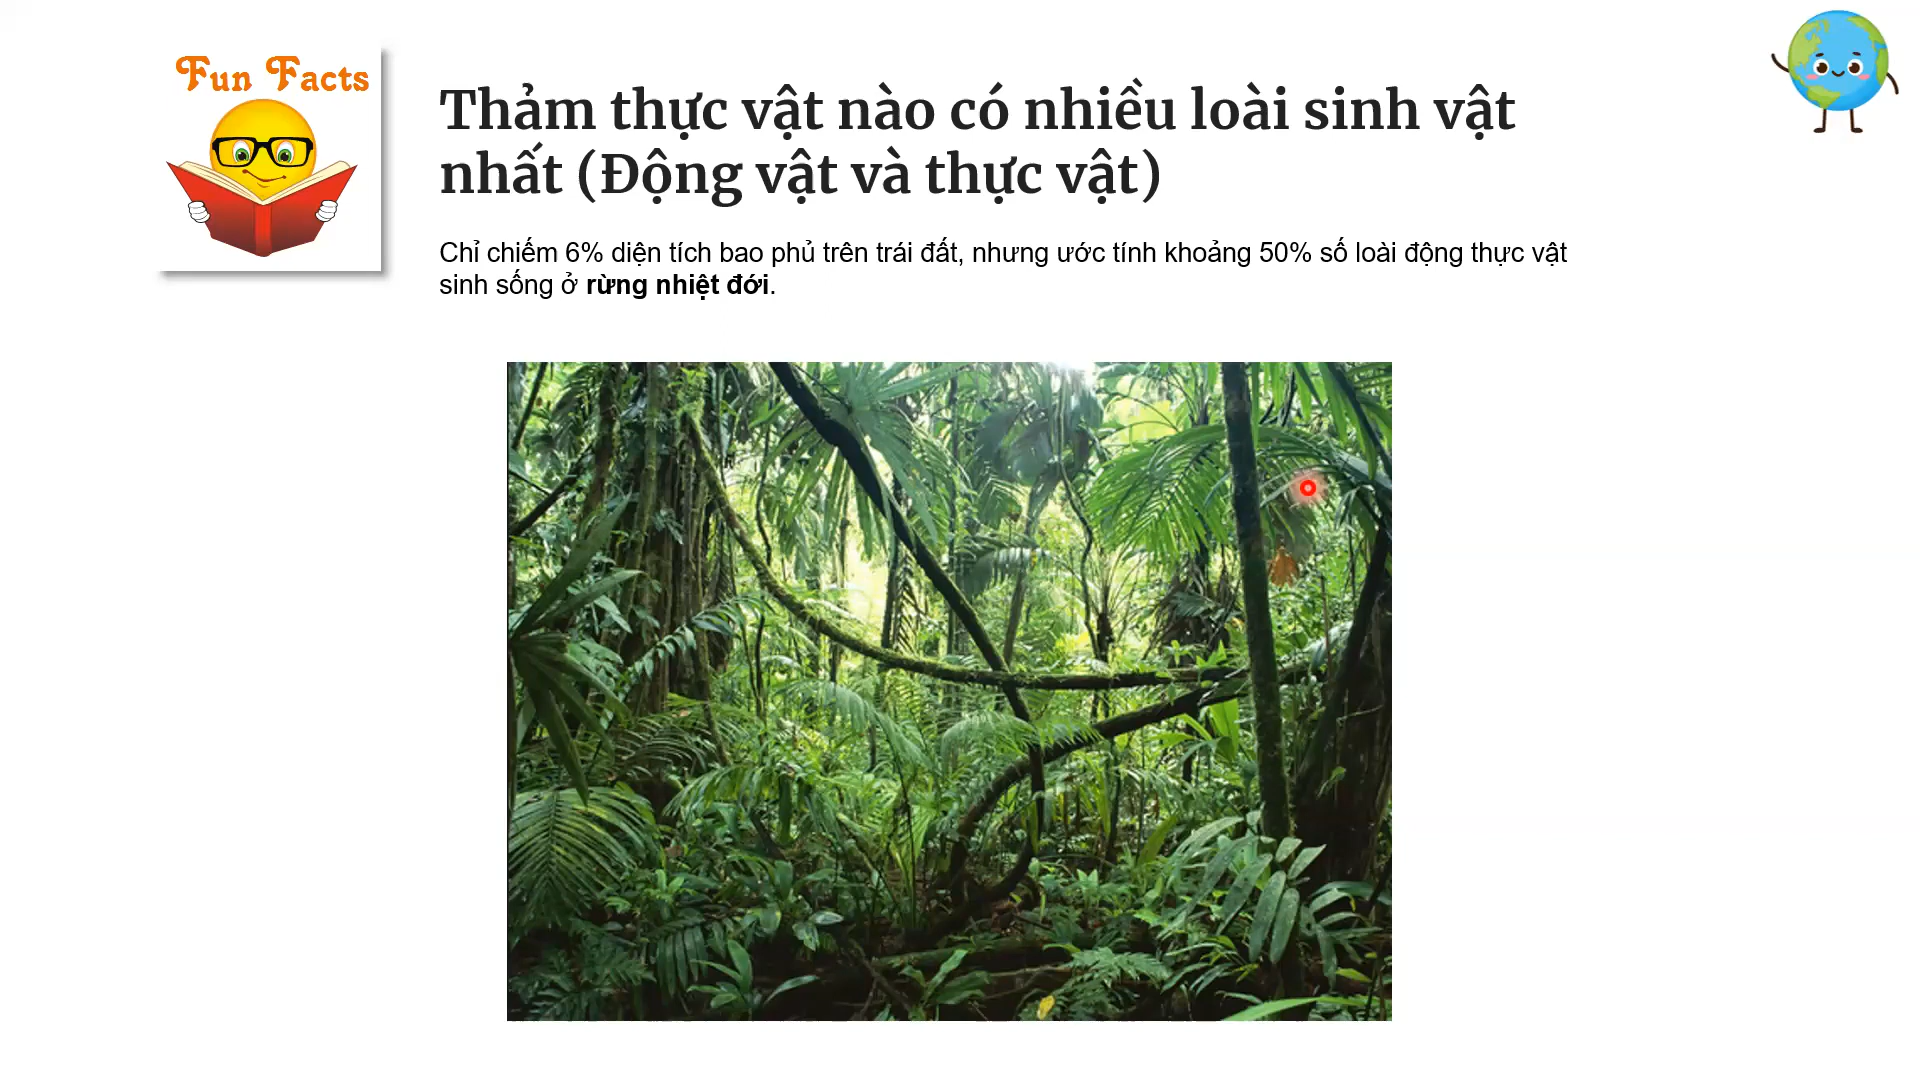 Fun Facts
Thảm thực vật nào có nhiều loài sinh vật
nhất (Động vật và thực vật)
Chỉ chiếm 6% diện tích bao phủ trên trái đất, nhưng ước tính khoảng 50% số loài động thực vật
sinh sống ở rừng nhiệt đới.